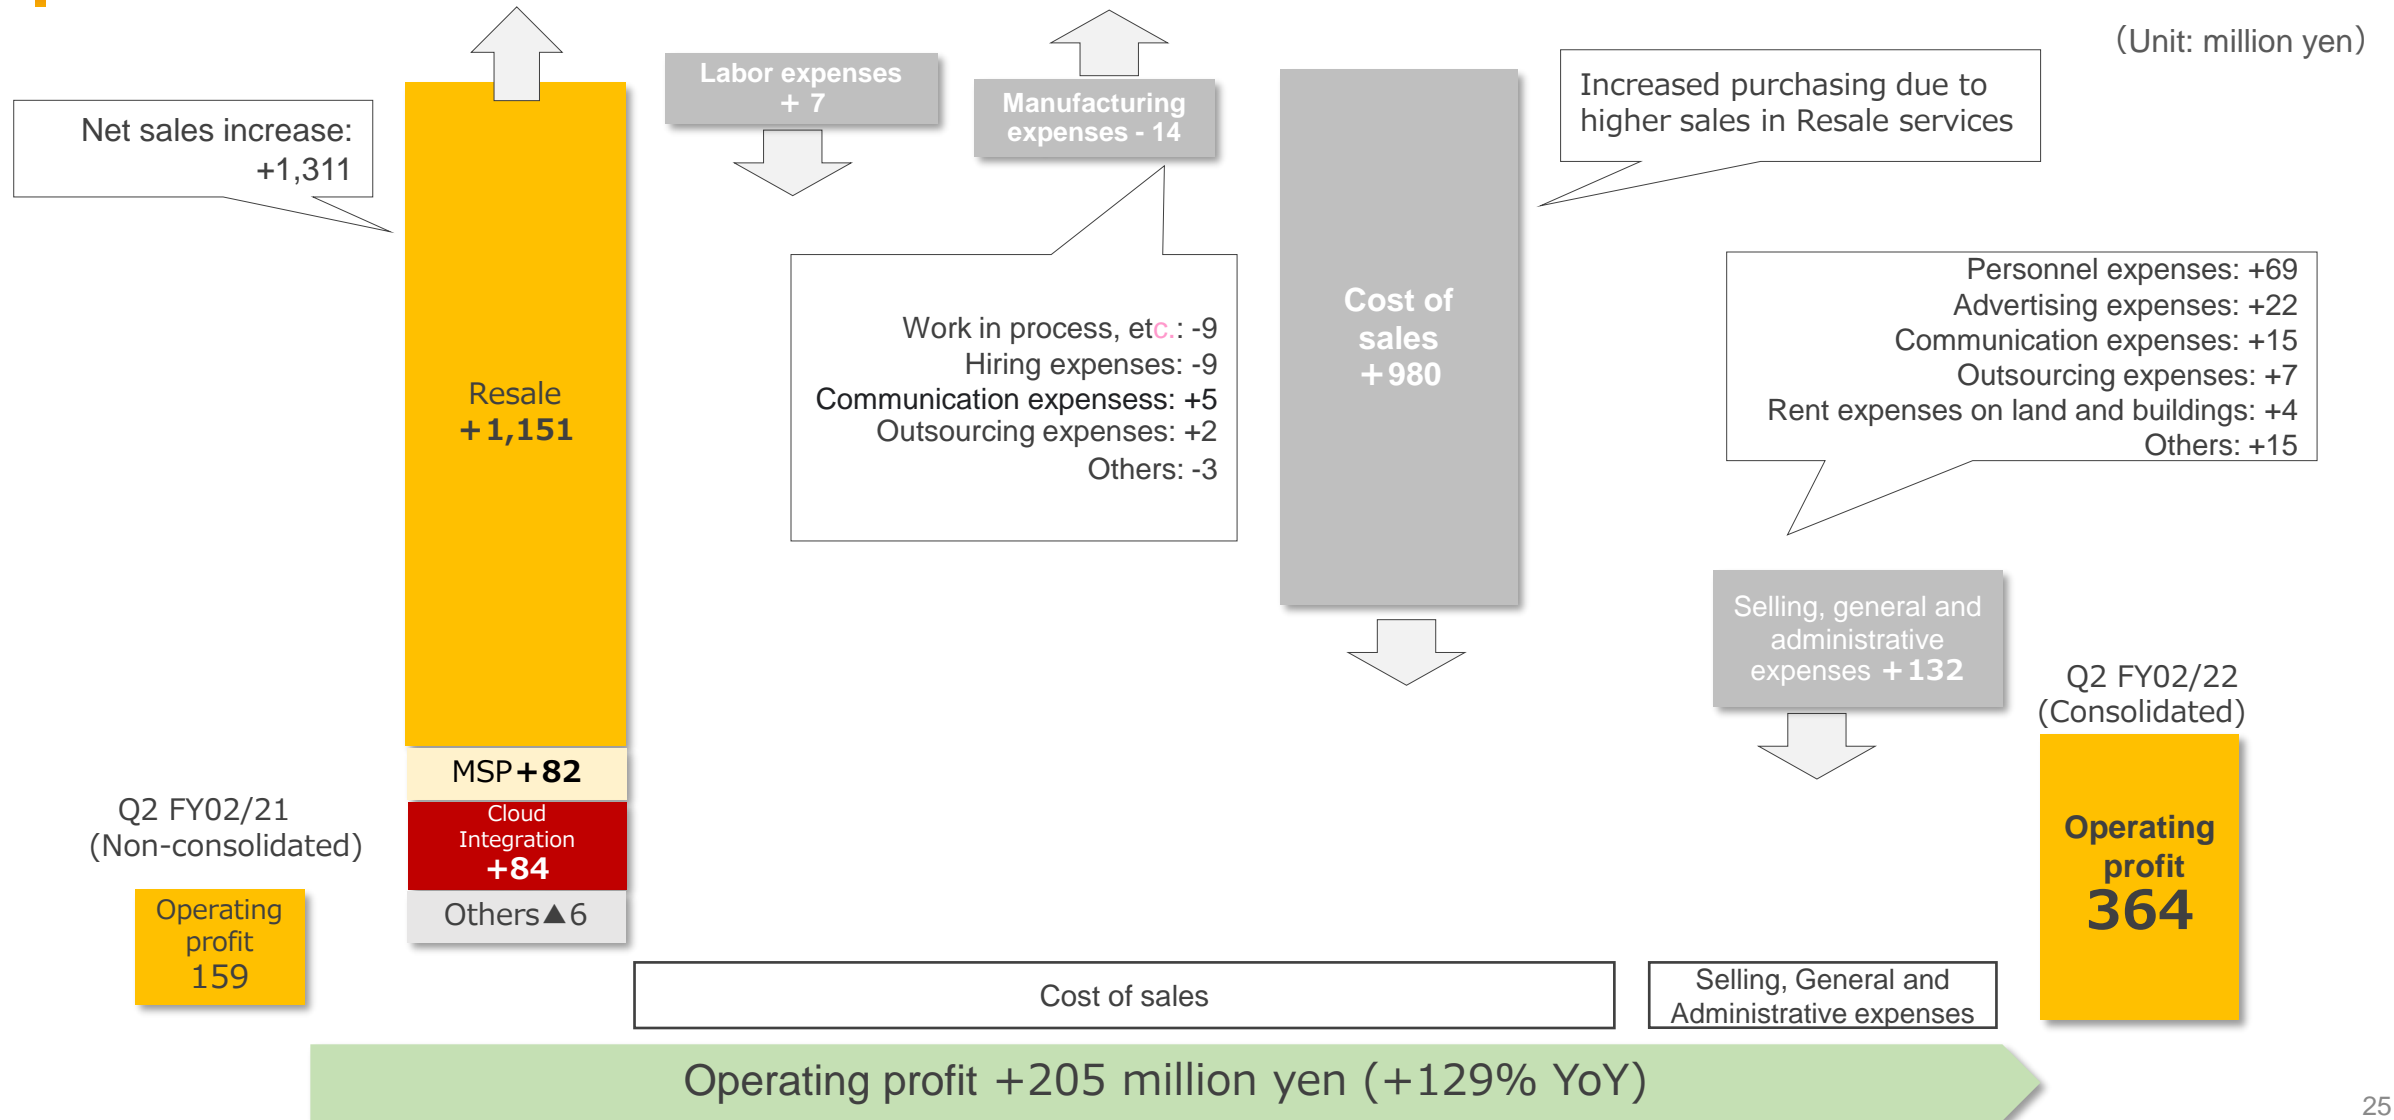 （Unit: million yen）
Net sales increase:
+1,311
Resale
＋1,151
MSP＋82
Cloud
Integration
+84
Others▲6
Q2 FY02/21
(Non-consolidated)
Operating
profit
159
Labor expenses
+ 7
Manufacturing
expenses - 14
Work in process, etc.: -9
Hiring expenses: -9
Communication expensess: +5
Outsourcing expenses: +2
Others: -3
Cost of
sales
＋980
Increased purchasing due to
higher sales in Resale services
Personnel expenses: +69
Advertising expenses: +22
Communication expenses: +15
Outsourcing expenses: +7
Rent expenses on land and buildings: +4
Others: +15
Selling, general and
administrative
expenses ＋132
Q2 FY02/22
(Consolidated)
Operating
profit
364
Cost of sales
Selling, General and
Administrative expenses
Operating profit +205 million yen (+129% YoY)
25